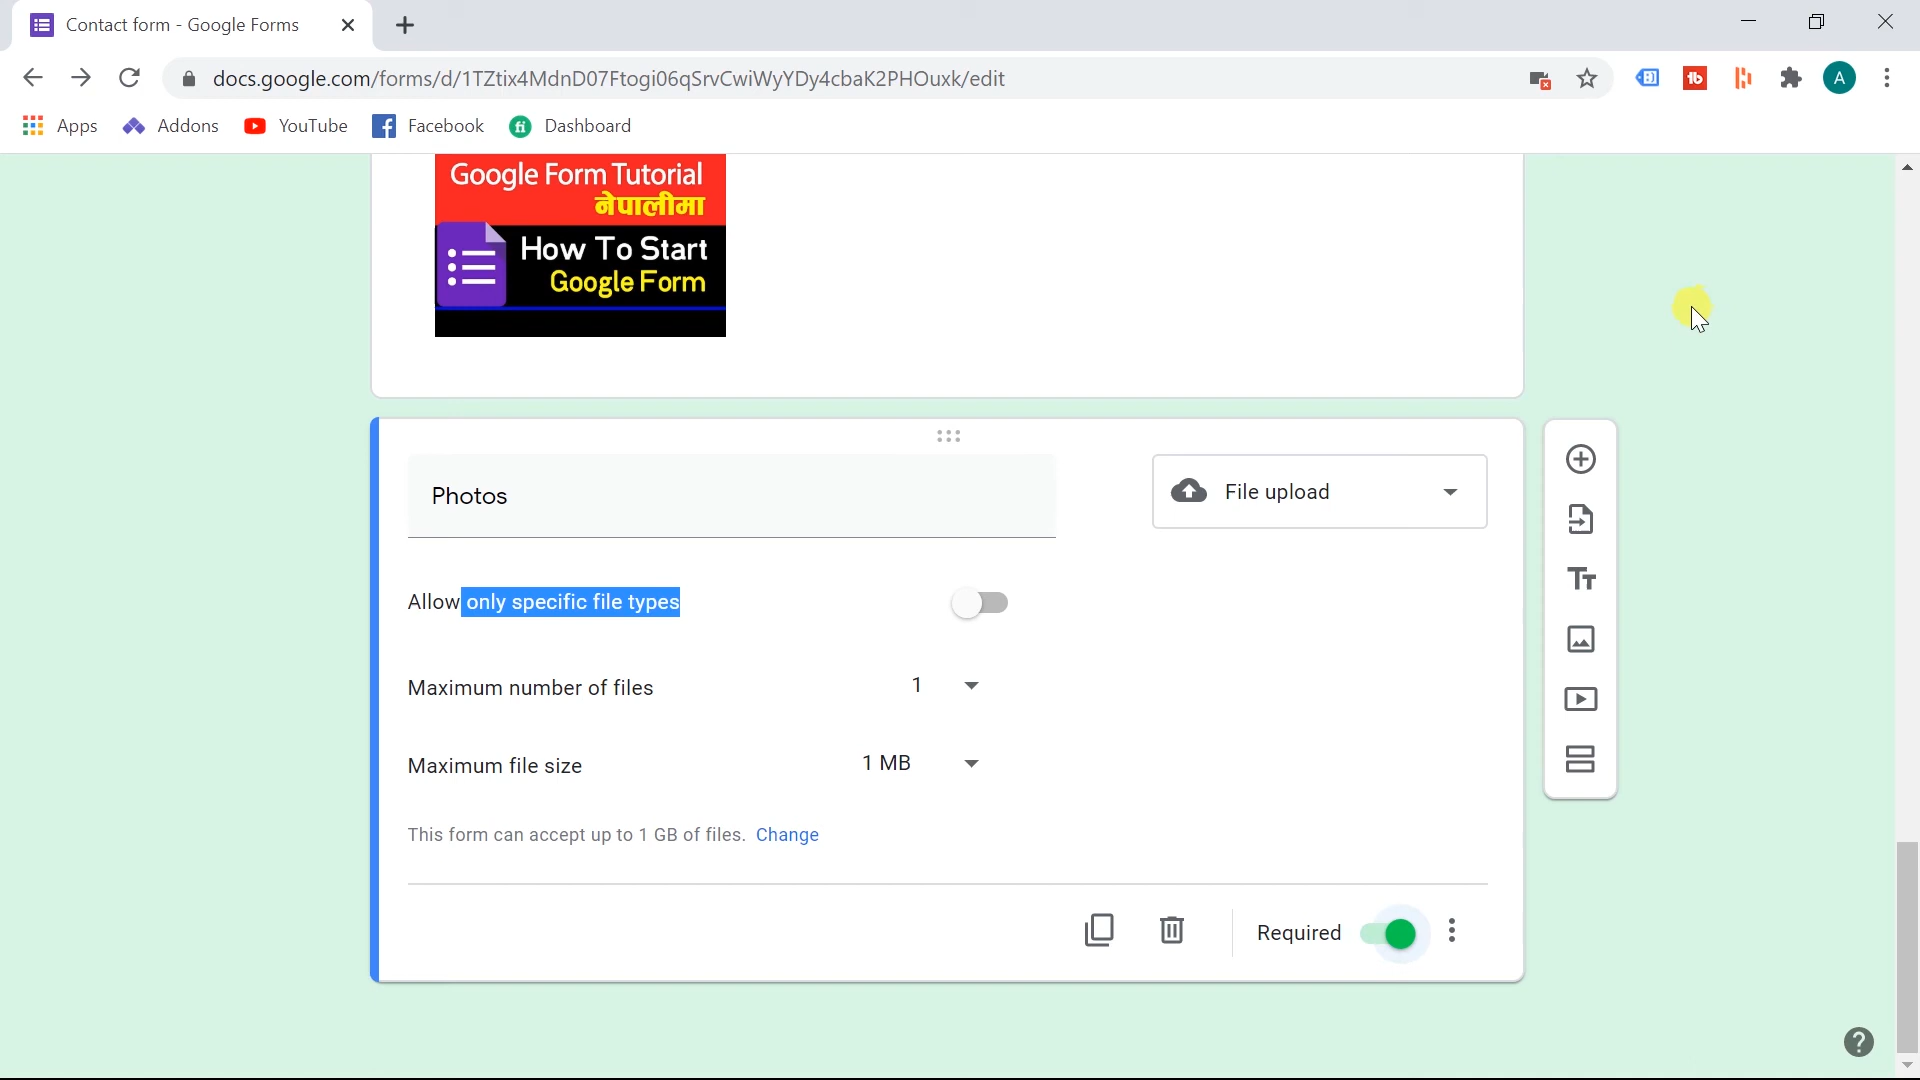 Contact form - Google Forms
docs.google.com/forms/d/1TZtix4MdnD07Ftogi06qSrvCwiWyYDy4cbaK2PHOuxk/edit
A
Apps
Addons
YouTube
Facebook
Dashboard
Google Form Tutorial
नेपालीमा
How To Start
Google Form
Photos
File upload
Allow only specific file types
Maximum number of files 1
Maximum file size 1 MB
This form can accept up to 1 GB of files. Change
Required